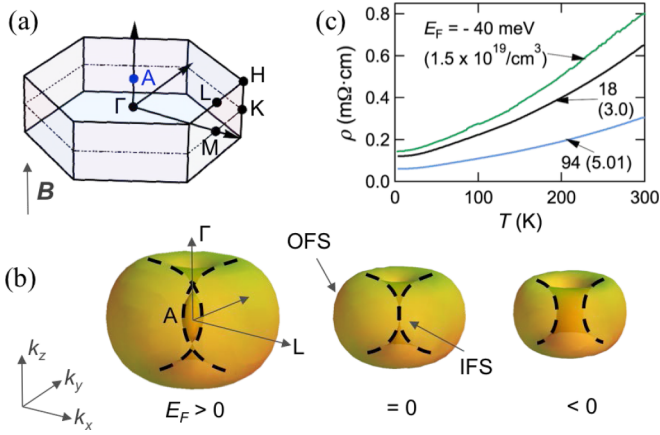 (a)
A
Γ
H
L
K
M
B
(c)
ρ (mΩ·cm)
0.8
0.6
0.4
0.2
0.0
E_F = - 40 meV
(1.5 x 10^19/cm^3)
18
(3.0)
94 (5.01)
0 100 200 300
T (K)
(b)
Γ
A
L
OFS
IFS
k_z
k_y
k_x
E_F > 0
= 0
< 0